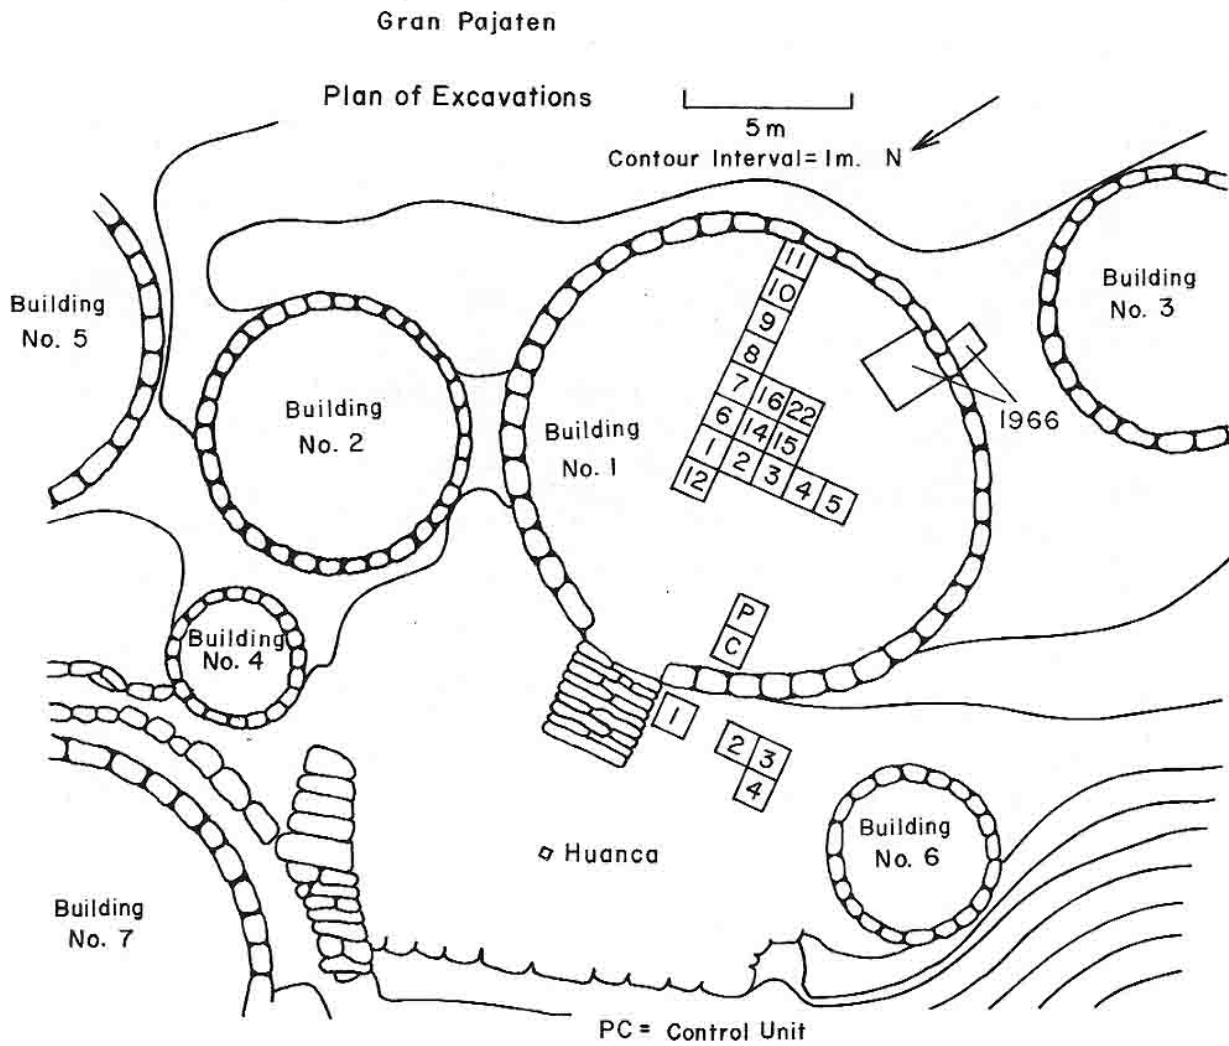 Gran Pajaten
Plan of Excavations
5 m
Contour Interval = 1m. N
Building
No. 5
Building
No. 2
Building
No. 1
Building
No. 3
11
10
9
8
7 16 22
6 14 15
1 2 3 4 5
12
1966
P
C
Building
No. 4
1
2 3
4
Huanca
Building
No. 6
Building
No. 7
PC = Control Unit